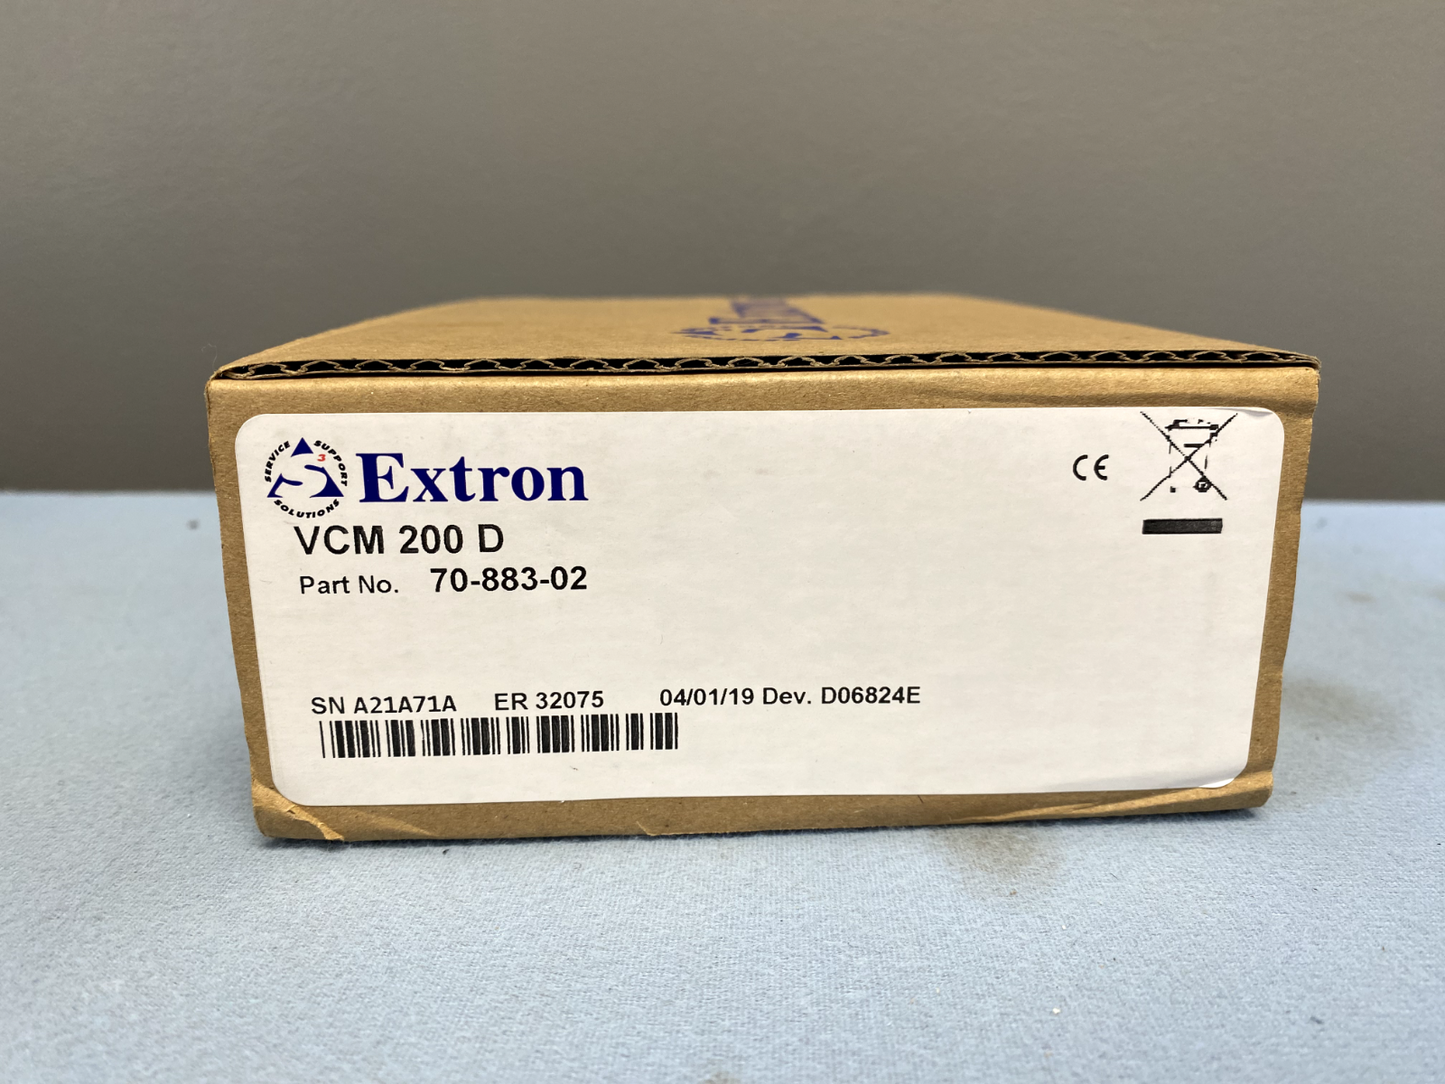 SERVICE SUPPORT SOLUTIONS
S3
Extron
VCM 200 D
Part No. 70-883-02
CE
SN A21A71A ER 32075 04/01/19 Dev. D06824E